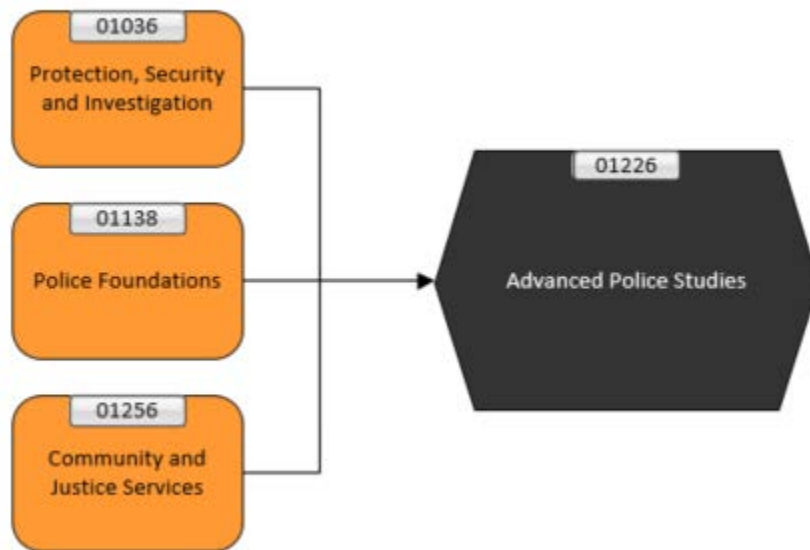 01036
Protection, Security
and Investigation
01138
Police Foundations
01256
Community and
Justice Services
01226
Advanced Police Studies